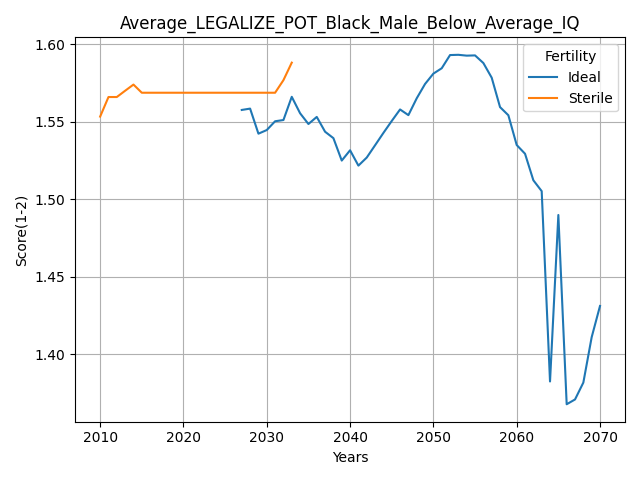 Average_LEGALIZE_POT_Black_Male_Below_Average_IQ
Fertility
Ideal
Sterile
Score(1-2)
1.60
1.55
1.50
1.45
1.40
2010 2020 2030 2040 2050 2060 2070
Years